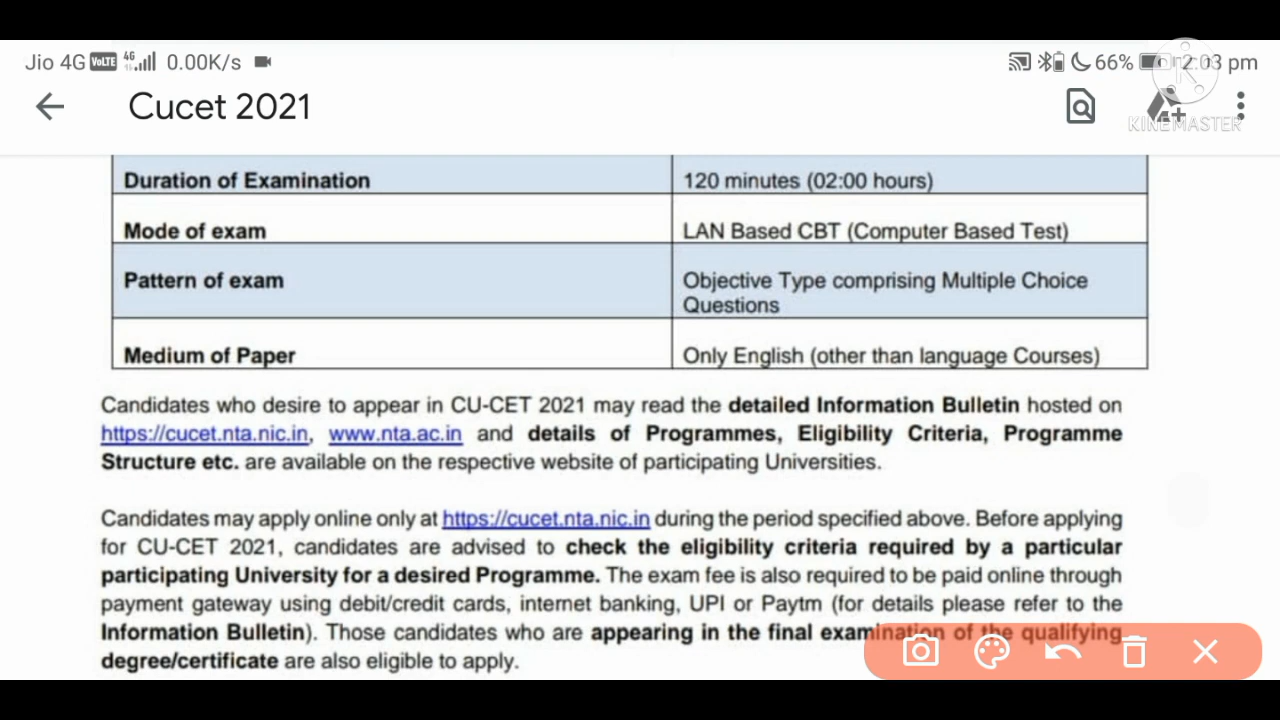 Jio 4G VoLTE 4G 0.00K/s 66% 2:03 pm
Cucet 2021
KINEMASTER
Duration of Examination 120 minutes (02:00 hours)
Mode of exam LAN Based CBT (Computer Based Test)
Pattern of exam Objective Type comprising Multiple Choice
Questions
Medium of Paper Only English (other than language Courses)
Candidates who desire to appear in CU-CET 2021 may read the detailed Information Bulletin hosted on
https://cucet.nta.nic.in, www.nta.ac.in and details of Programmes, Eligibility Criteria, Programme
Structure etc. are available on the respective website of participating Universities.
Candidates may apply online only at https://cucet.nta.nic.in during the period specified above. Before applying
for CU-CET 2021, candidates are advised to check the eligibility criteria required by a particular
participating University for a desired Programme. The exam fee is also required to be paid online through
payment gateway using debit/credit cards, internet banking, UPI or Paytm (for details please refer to the
Information Bulletin). Those candidates who are appearing in the final examination of the qualifying
degree/certificate are also eligible to apply.